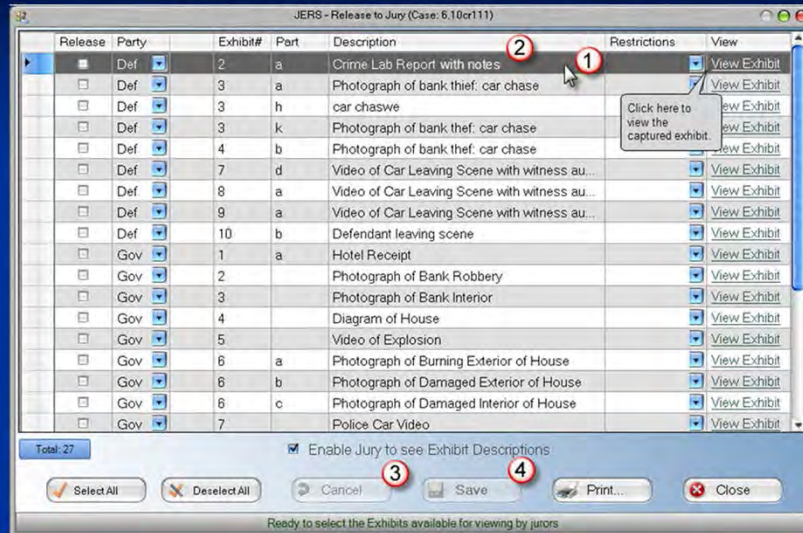 JERS - Release to Jury (Case: 6.10cr111)
Release Party Exhibit# Part Description Restrictions View
2
1
Def 2 a Crime Lab Report with notes View Exhibit
Def 3 a Photograph of bank thief: car chase View Exhibit
Def 3 h car chaswe View Exhibit
Def 3 k Photograph of bank thef: car chase View Exhibit
Def 4 b Photograph of bank thef: car chase View Exhibit
Click here to
view the
captured exhibit.
Def 7 d Video of Car Leaving Scene with witness au... View Exhibit
Def 8 a Video of Car Leaving Scene with witness au... View Exhibit
Def 9 a Video of Car Leaving Scene with witness au... View Exhibit
Def 10 b Defendant leaving scene View Exhibit
Gov 1 a Hotel Receipt View Exhibit
Gov 2 Photograph of Bank Robbery View Exhibit
Gov 3 Photograph of Bank Interior View Exhibit
Gov 4 Diagram of House View Exhibit
Gov 5 Video of Explosion View Exhibit
Gov 6 a Photograph of Burning Exterior of House View Exhibit
Gov 6 b Photograph of Damaged Exterior of House View Exhibit
Gov 6 c Photograph of Damaged Interior of House View Exhibit
Gov 7 Police Car Video View Exhibit
Total: 27 Enable Jury to see Exhibit Descriptions
3 4
Select All Deselect All Cancel Save Print... Close
Ready to select the Exhibits available for viewing by jurors